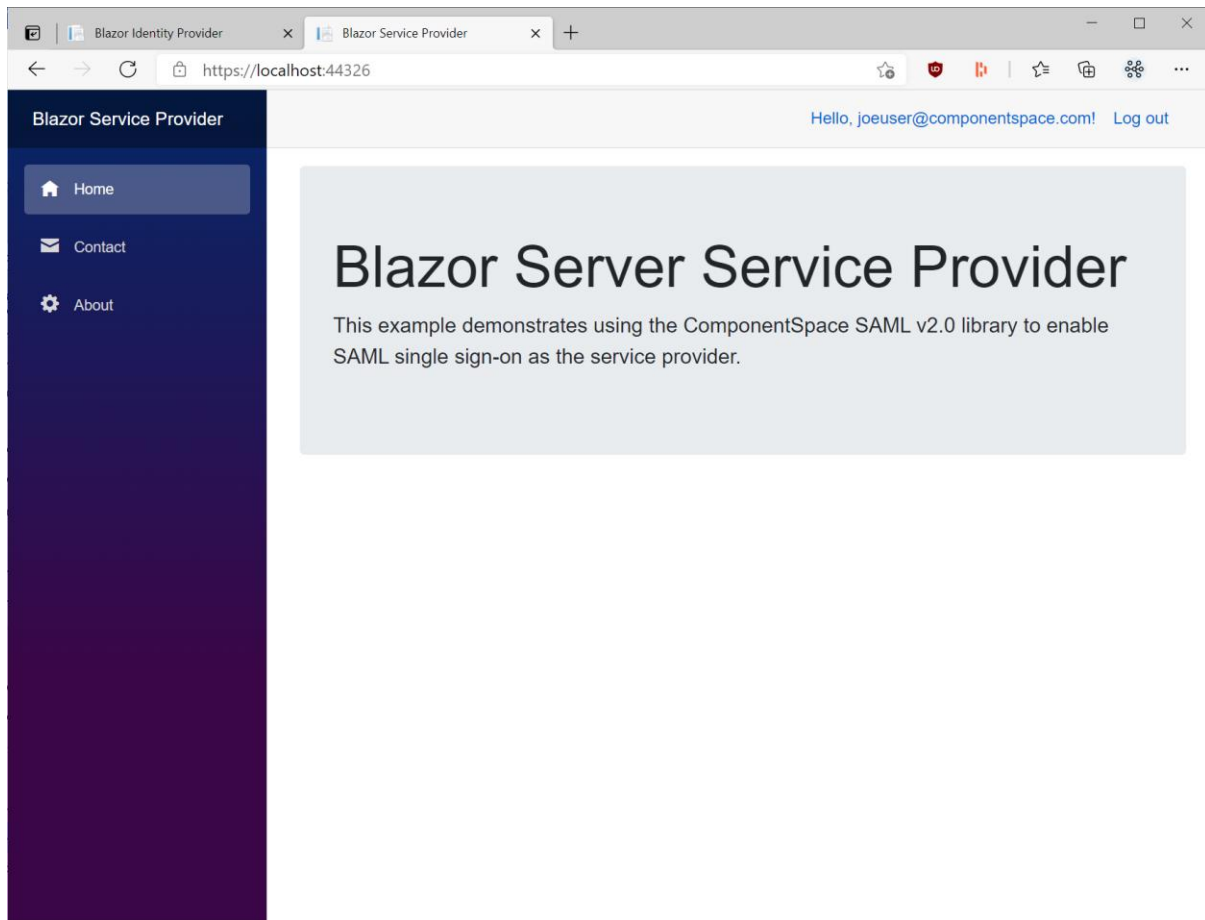 Blazor Identity Provider
Blazor Service Provider
https://localhost:44326
Blazor Service Provider
Hello, joeuser@componentspace.com! Log out
Home
Contact
About
Blazor Server Service Provider
This example demonstrates using the ComponentSpace SAML v2.0 library to enable
SAML single sign-on as the service provider.